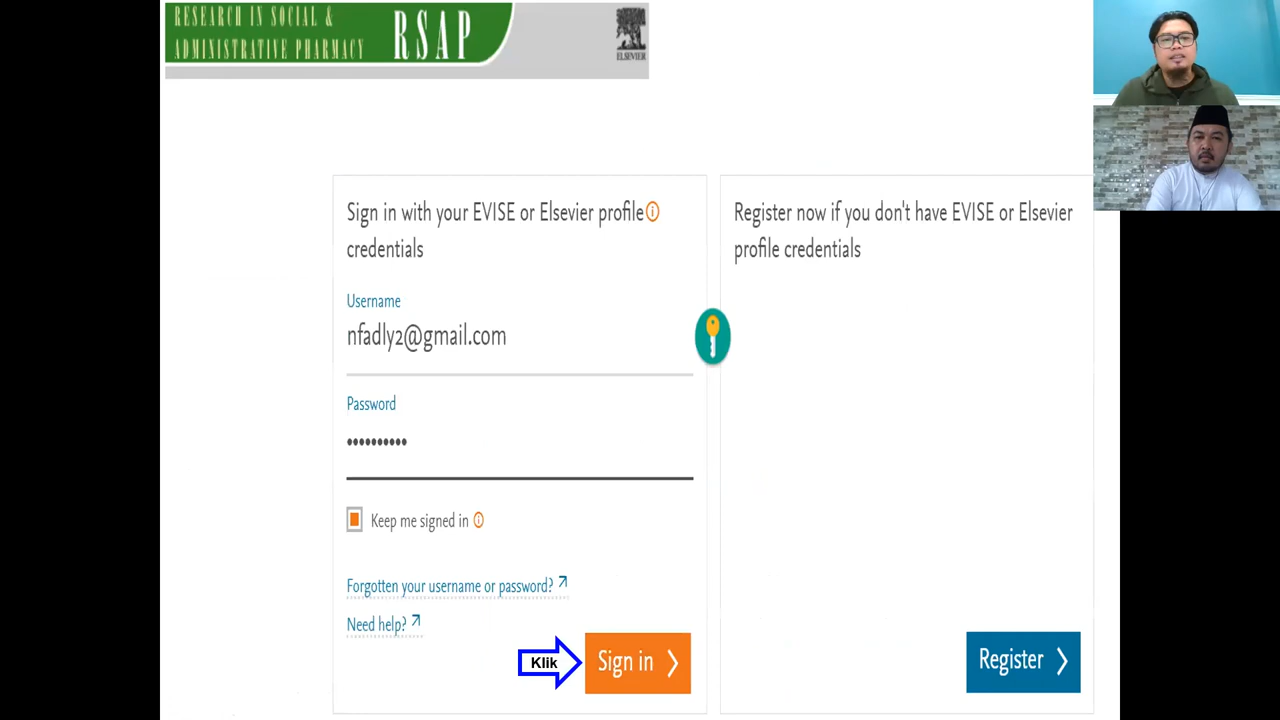 RESEARCH IN SOCIAL &
ADMINISTRATIVE PHARMACY
RSAP
ELSEVIER
Sign in with your EVISE or Elsevier profile
credentials
Username
nfadly2@gmail.com
Password
••••••••••
Keep me signed in
Forgotten your username or password?
Need help?
Klik
Sign in
Register now if you don't have EVISE or Elsevier
profile credentials
Register